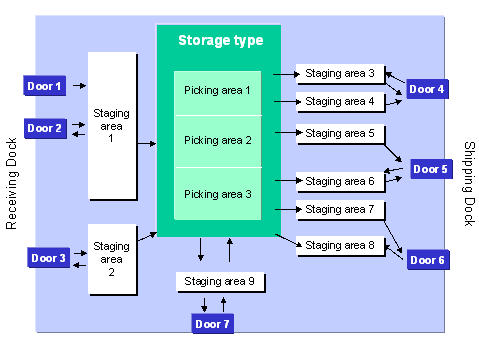 Storage type
Door 1
Door 2
Door 3
Receiving Dock
Staging
area
1
Staging
area
2
Picking area 1
Picking area 2
Picking area 3
Staging area 3
Staging area 4
Staging area 5
Staging area 6
Staging area 7
Staging area 8
Door 4
Door 5
Door 6
Shipping Dock
Staging area 9
Door 7